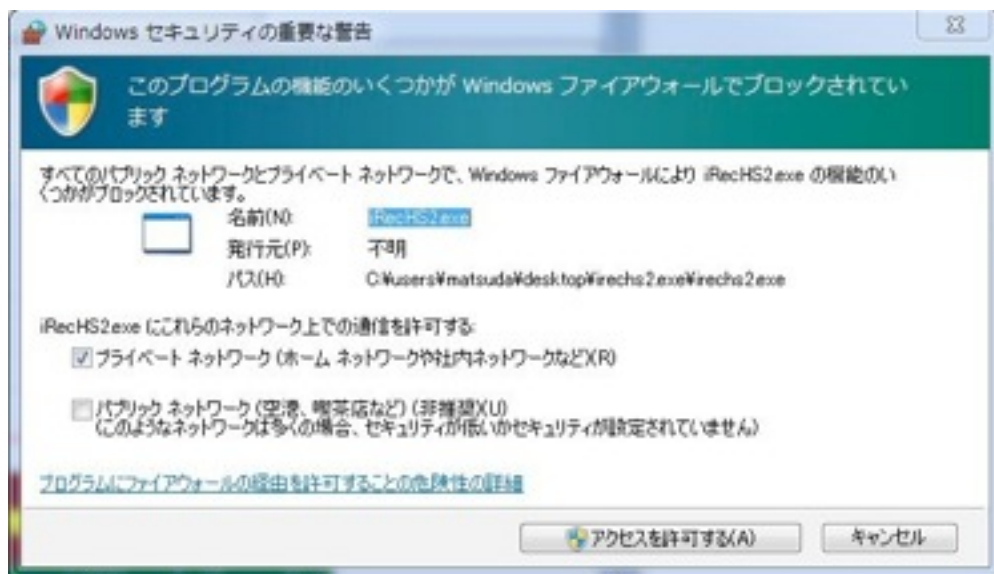 Windows セキュリティの重要な警告
このプログラムの機能のいくつかが Windows ファイアウォールでブロックされてい
ます
すべてのパブリック ネットワークとプライベート ネットワークで、Windows ファイアウォールにより iRecHS2.exe の機能のい
くつかがブロックされています。
名前(N): iRecHS2.exe
発行元(P): 不明
パス(H): C:¥users¥matsuda¥desktop¥irechs2.exe¥irechs2.exe
iRecHS2.exe にこれらのネットワーク上での通信を許可する:
プライベート ネットワーク (ホーム ネットワークや社内ネットワークなど)(R)
パブリック ネットワーク (空港、喫茶店など) (非推奨)(U)
(このようなネットワークは多くの場合、セキュリティが低いかセキュリティが設定されていません)
プログラムにファイアウォールの経由を許可することの危険性の詳細
アクセスを許可する(A)
キャンセル